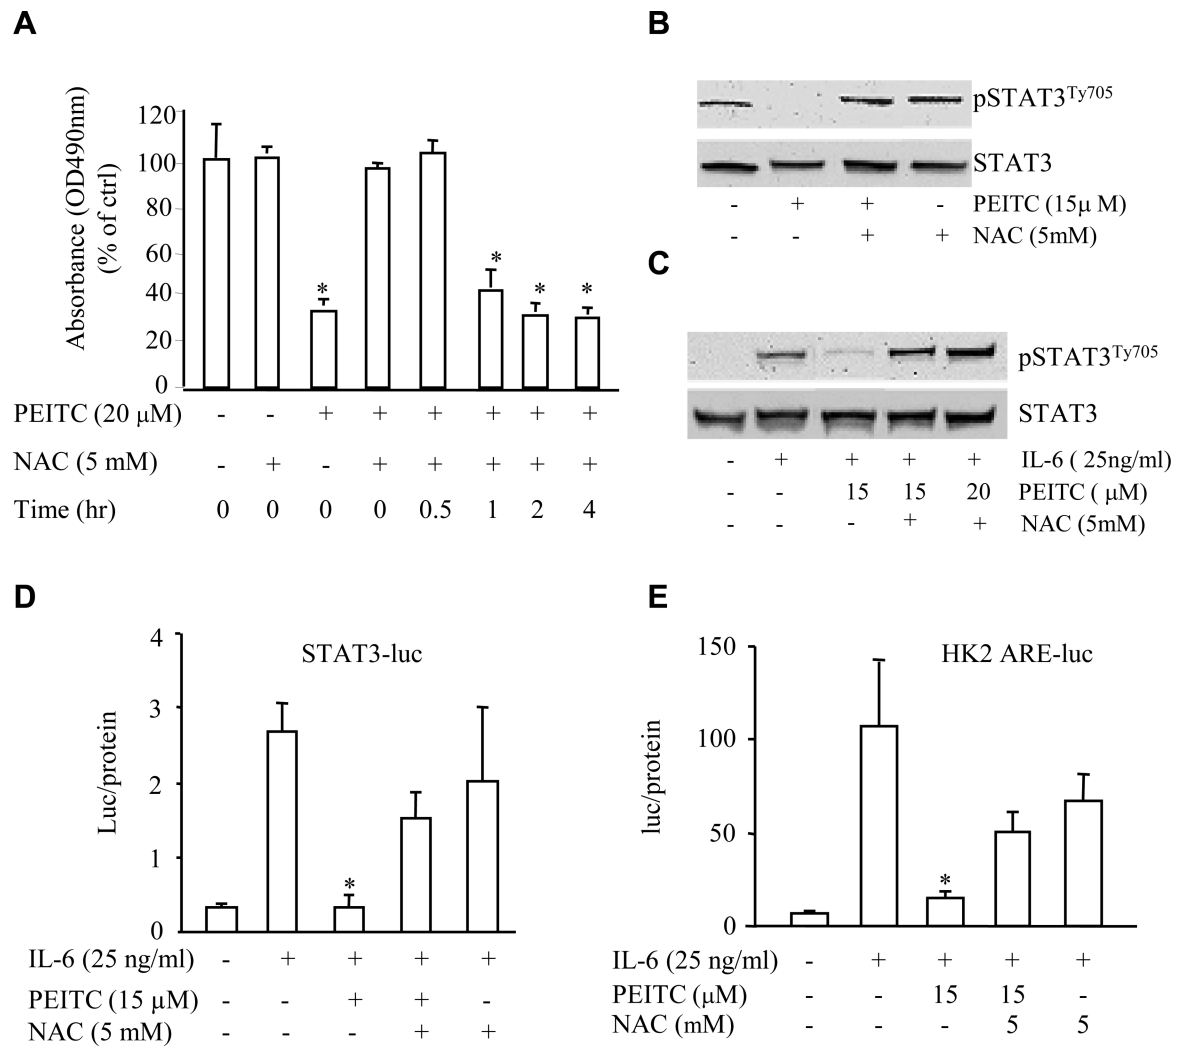 A
Absorbance (OD490nm)
(% of ctrl)
120
100
80
60
40
20
0
* * * *
PEITC (20 μM) - - + + + + + +
NAC (5 mM) - + - + + + + +
Time (hr) 0 0 0 0 0.5 1 2 4
B
pSTAT3Ty705
STAT3
- + + - PEITC (15μ M)
- - + + NAC (5mM)
C
pSTAT3Ty705
STAT3
- + + + + IL-6 ( 25ng/ml)
- - 15 15 20 PEITC ( μM)
- - - + + NAC (5mM)
D
STAT3-luc
Luc/protein
4
3
2
1
0
*
IL-6 (25 ng/ml) - + + + +
PEITC (15 μM) - - + + -
NAC (5 mM) - - - + +
E
HK2 ARE-luc
luc/protein
150
100
50
0
*
IL-6 (25 ng/ml) - + + + +
PEITC (μM) - - 15 15 -
NAC (mM) - - - 5 5